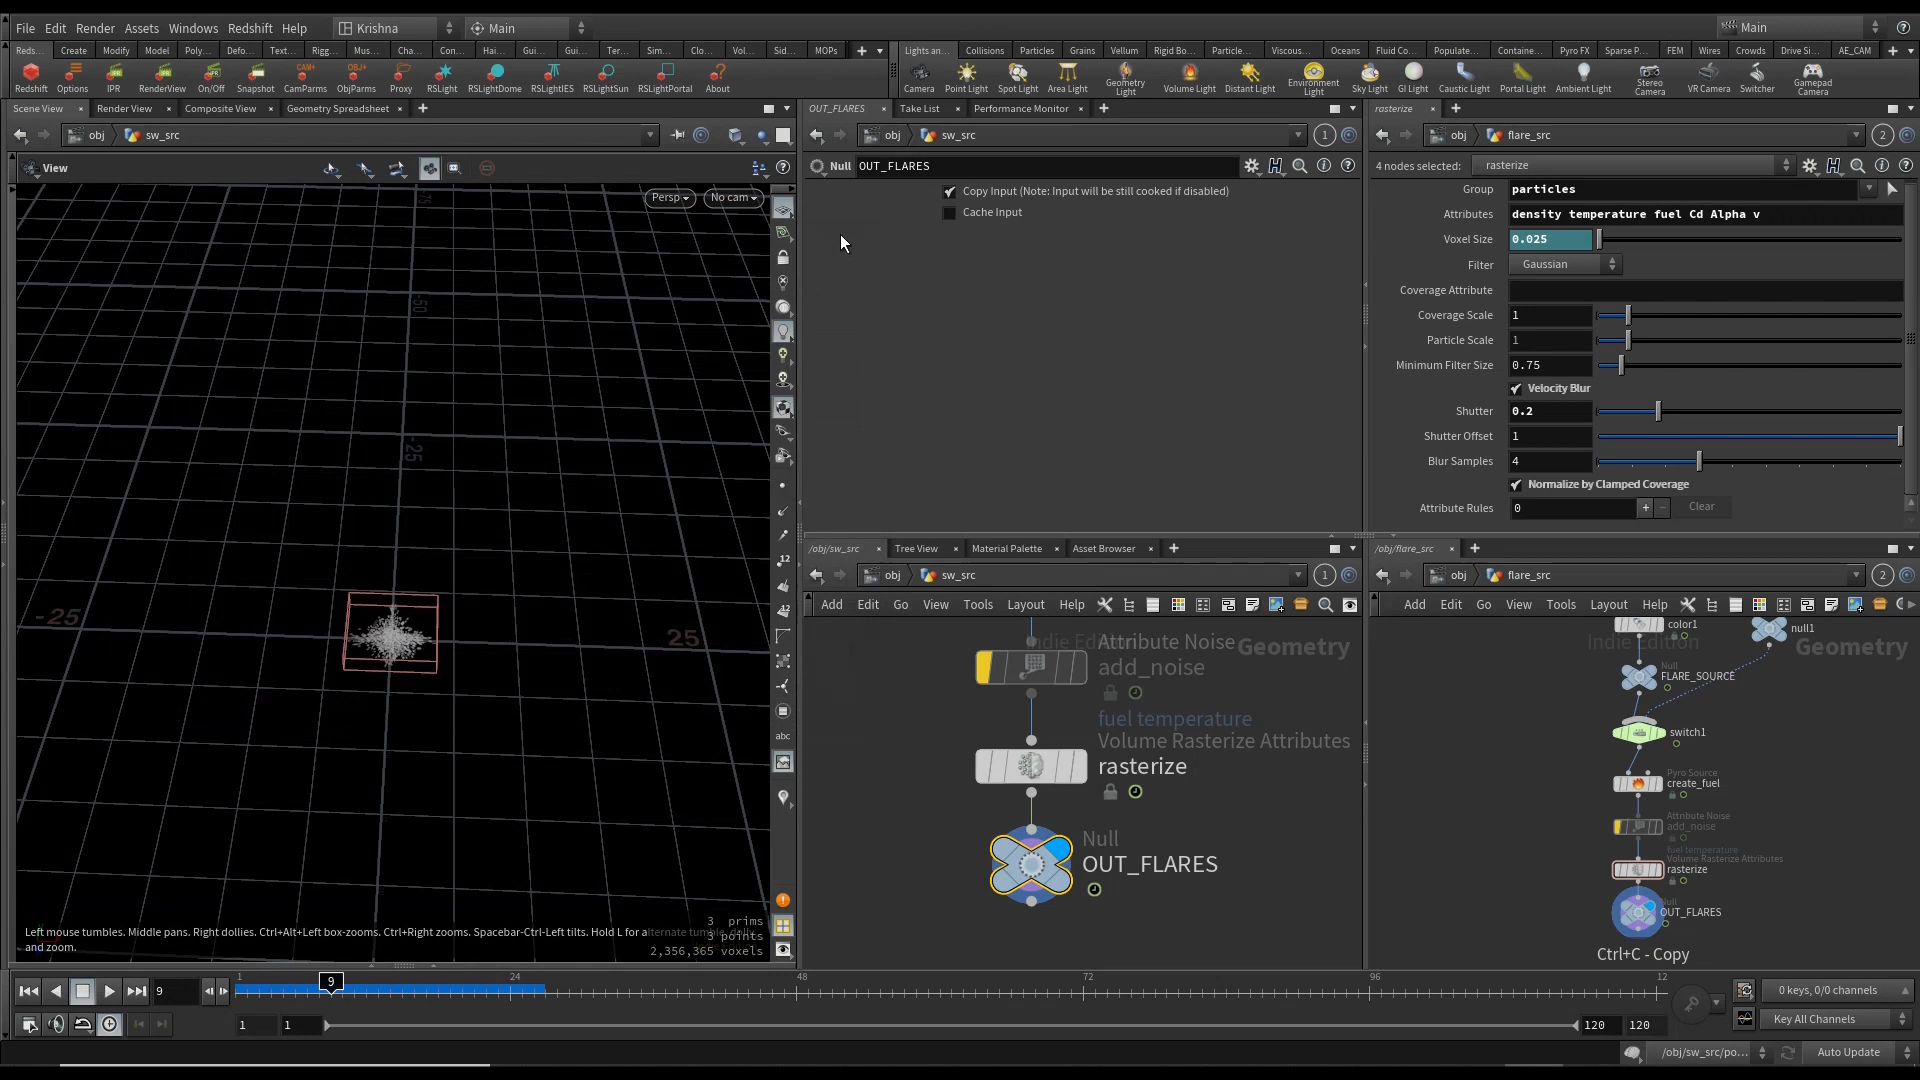 File Edit Render Assets Windows Redshift Help Krishna Main Main
Reds... Create Modify Model Poly... Defo... Text... Rigg... Mus... Cha... Con... Hai... Gui... Gui... Ter... Sim... Clo... Vol... Sid... MOPs
Lights an... Collisions Particles Grains Vellum Rigid Bo... Particle... Viscous... Oceans Fluid Co... Populate... Containe... Pyro FX Sparse P... FEM Wires Crowds Drive Si... AE_CAM
Redshift Options IPR RenderView On/Off Snapshot CamParms ObjParms Proxy RSLight RSLightDome RSLightIES RSLightSun RSLightPortal About
Camera Point Light Spot Light Area Light Geometry Light Volume Light Distant Light Environment Light Sky Light GI Light Caustic Light Portal Light Ambient Light Stereo Camera VR Camera Switcher Gamepad Camera
Scene View Render View Composite View Geometry Spreadsheet
obj sw_src
View
Persp No cam
-50
-25
-25
25
3 prims
3 points
2,356,365 voxels
Left mouse tumbles. Middle pans. Right dollies. Ctrl+Alt+Left box-zooms. Ctrl+Right zooms. Spacebar-Ctrl-Left tilts. Hold L for alternate tumble, dolly,
and zoom.
abc
OUT_FLARES Take List Performance Monitor
obj sw_src 1
Null OUT_FLARES
Copy Input (Note: Input will be still cooked if disabled)
Cache Input
rasterize
obj flare_src 2
4 nodes selected: rasterize
Group particles
Attributes density temperature fuel Cd Alpha v
Voxel Size 0.025
Filter Gaussian
Coverage Attribute
Coverage Scale 1
Particle Scale 1
Minimum Filter Size 0.75
Velocity Blur
Shutter 0.2
Shutter Offset 1
Blur Samples 4
Normalize by Clamped Coverage
Attribute Rules 0 + − Clear
/obj/sw_src Tree View Material Palette Asset Browser
obj sw_src 1
Add Edit Go View Tools Layout Help
Indie Edition Geometry
Attribute Noise
add_noise
fuel temperature
Volume Rasterize Attributes
rasterize
Null
OUT_FLARES
/obj/flare_src
obj flare_src 2
Add Edit Go View Tools Layout Help
Indie Edition Geometry
color1
null1
Null
FLARE_SOURCE
switch1
Pyro Source
create_fuel
Attribute Noise
add_noise
fuel temperature
Volume Rasterize Attributes
rasterize
Null
OUT_FLARES
Ctrl+C - Copy
9
1 9 24 48 72 96 12
1 1 120 120
0 keys, 0/0 channels
Key All Channels
/obj/sw_src/po... Auto Update